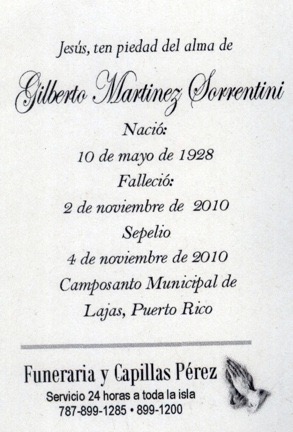 Jesús, ten piedad del alma de
Gilberto Martinez Sorrentini
Nació:
10 de mayo de 1928
Falleció:
2 de noviembre de 2010
Sepelio
4 de noviembre de 2010
Camposanto Municipal de
Lajas, Puerto Rico
Funeraria y Capillas Pérez
Servicio 24 horas a toda la isla
787-899-1285 • 899-1200